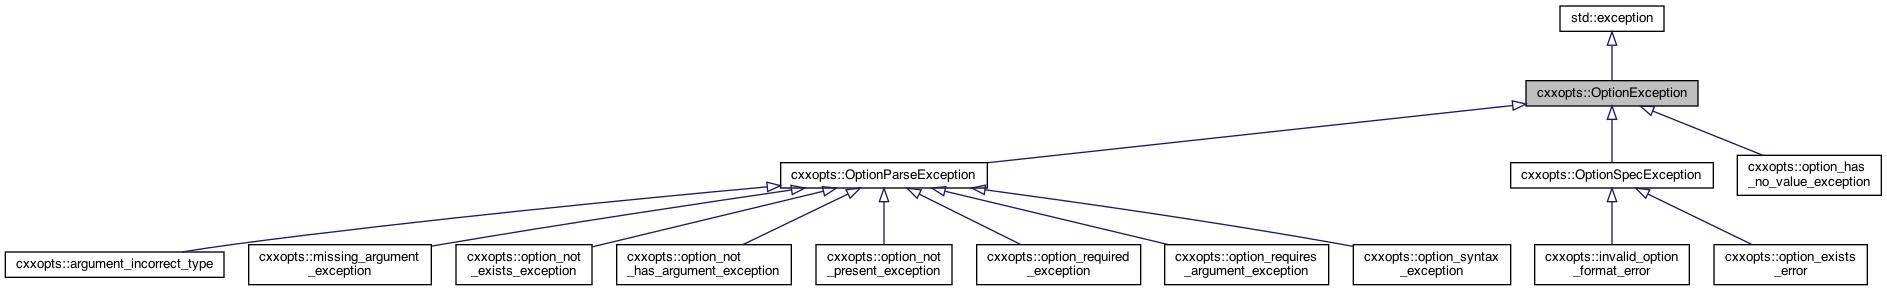 std::exception
cxxopts::OptionException
cxxopts::OptionParseException
cxxopts::OptionSpecException
cxxopts::option_has
_no_value_exception
cxxopts::argument_incorrect_type
cxxopts::missing_argument
_exception
cxxopts::option_not
_exists_exception
cxxopts::option_not
_has_argument_exception
cxxopts::option_not
_present_exception
cxxopts::option_required
_exception
cxxopts::option_requires
_argument_exception
cxxopts::option_syntax
_exception
cxxopts::invalid_option
_format_error
cxxopts::option_exists
_error